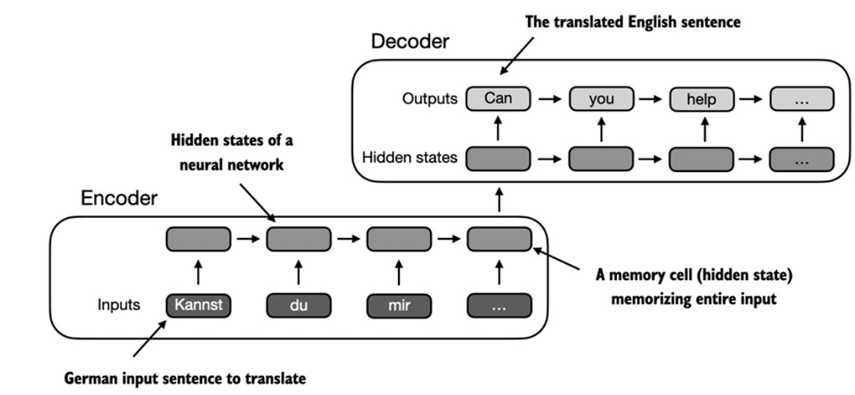 The translated English sentence
Decoder
Outputs Can you help ...
Hidden states of a
neural network
Hidden states ...
Encoder
A memory cell (hidden state)
memorizing entire input
Inputs Kannst du mir ...
German input sentence to translate